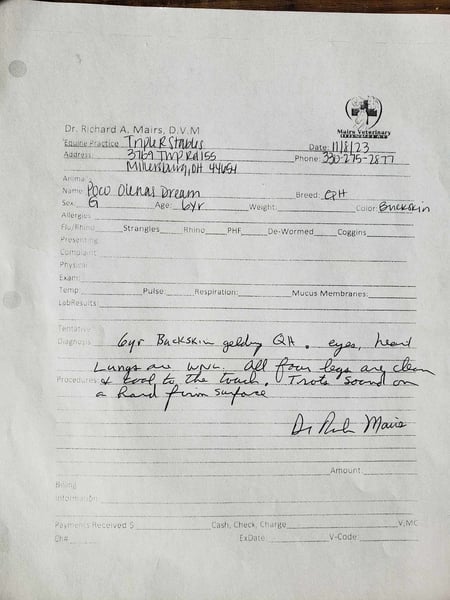 Mairs Veterinary
Dr. Richard A. Mairs, D.V.M
Equine Practice Triple R Stables Date: 11/8/23
Address: 3769 TWP Rd 155 Phone: 330-275-2877
Millersburg, OH 44654
Animal
Name: Poco Olenas Dream Breed: QH
Sex: G Age: 6yr Weight: Color: Buckskin
Allergies
Flu/Rhino Strangles Rhino PHF De-Wormed Coggins
Presenting
Complaint
Physical
Exam:
Temp: Pulse: Respiration: Mucus Membranes:
LabResults:
Tentative
Diagnosis 6yr Buckskin gelding QH. eyes, heart
Lungs are WNL. All four legs are clean
Procedures & cool to the touch. Trots sound on
a hard firm surface
Dr Mairs
Amount:
Billing
Information
Payments Received $ Cash, Check, Charge V;MC
Ch# ExDate: V-Code: